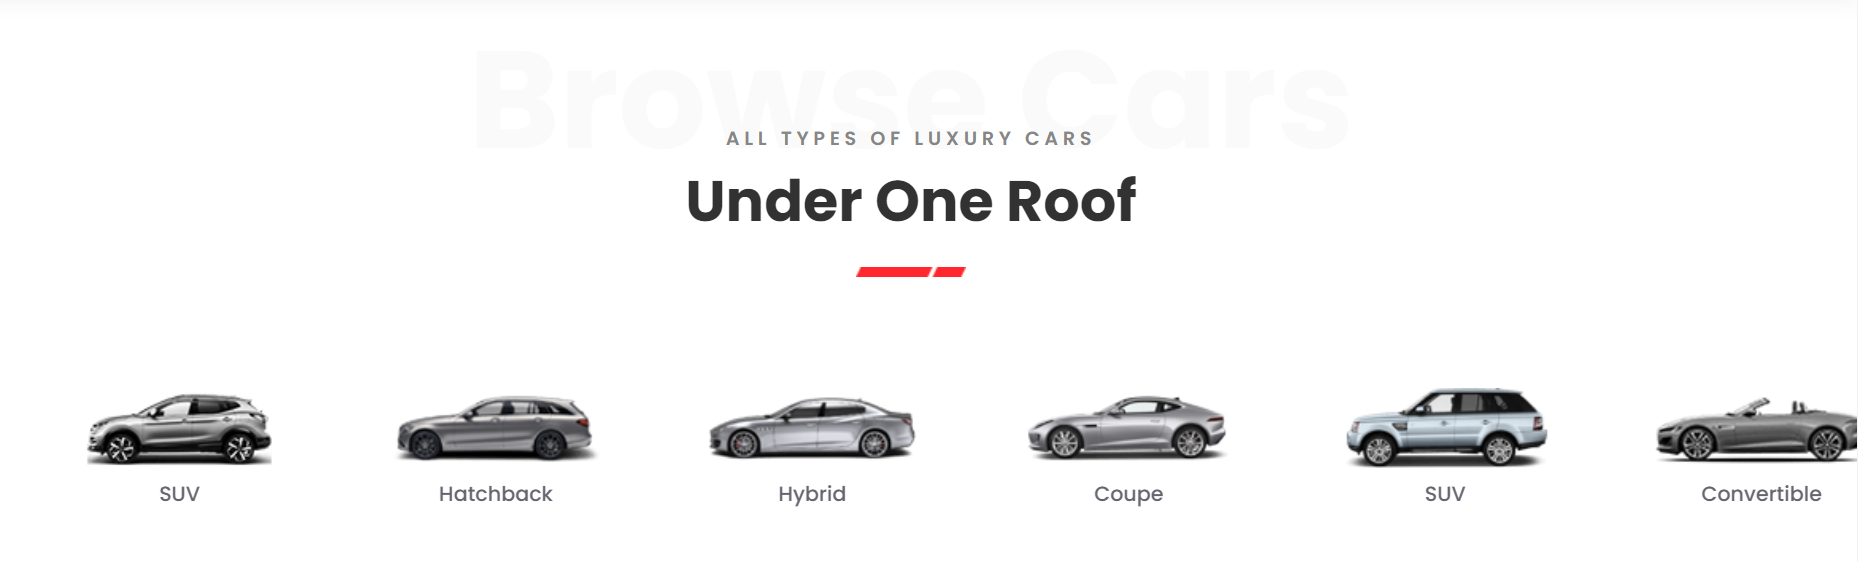 Browse Cars
ALL TYPES OF LUXURY CARS
Under One Roof
SUV
Hatchback
Hybrid
Coupe
SUV
Convertible